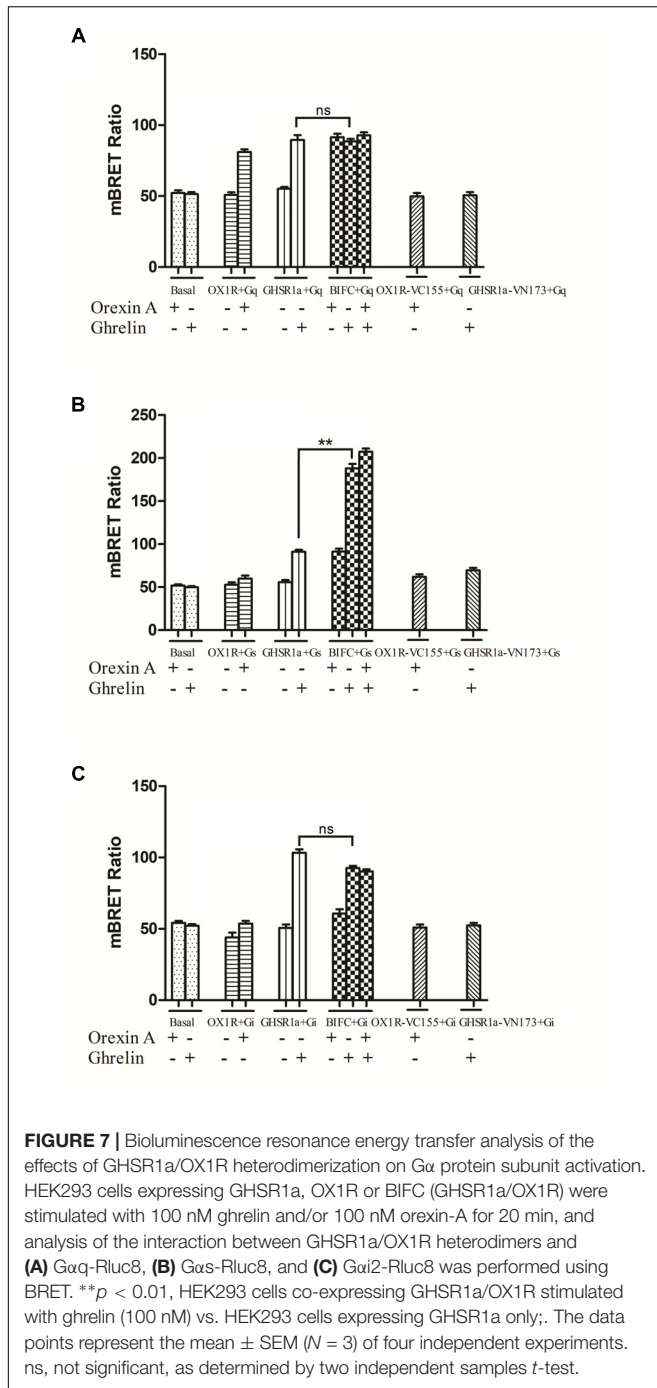 A
150
100
50
0
mBRET Ratio
ns
Basal OX1R+Gq GHSR1a+Gq BIFC+Gq OX1R-VC155+Gq GHSR1a-VN173+Gq
Orexin A + - - + - - + - + + -
Ghrelin - + - - - + - + + - +
B
250
200
150
100
50
0
mBRET Ratio
**
Basal OX1R+Gs GHSR1a+Gs BIFC+Gs OX1R-VC155+Gs GHSR1a-VN173+Gs
Orexin A + - - + - - + - + + -
Ghrelin - + - - - + - + + - +
C
150
100
50
0
mBRET Ratio
ns
Basal OX1R+Gi GHSR1a+Gi BIFC+Gi OX1R-VC155+Gi GHSR1a-VN173+Gi
Orexin A + - - + - - + - + + -
Ghrelin - + - - - + - + + - +
FIGURE 7 | Bioluminescence resonance energy transfer analysis of the
effects of GHSR1a/OX1R heterodimerization on Gα protein subunit activation.
HEK293 cells expressing GHSR1a, OX1R or BIFC (GHSR1a/OX1R) were
stimulated with 100 nM ghrelin and/or 100 nM orexin-A for 20 min, and
analysis of the interaction between GHSR1a/OX1R heterodimers and
(A) Gαq-Rluc8, (B) Gαs-Rluc8, and (C) Gαi2-Rluc8 was performed using
BRET. **p < 0.01, HEK293 cells co-expressing GHSR1a/OX1R stimulated
with ghrelin (100 nM) vs. HEK293 cells expressing GHSR1a only;. The data
points represent the mean ± SEM (N = 3) of four independent experiments.
ns, not significant, as determined by two independent samples t-test.